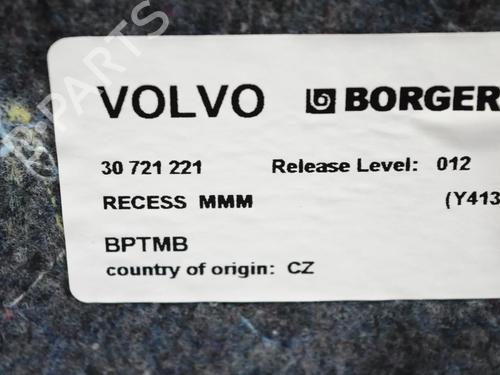 VOLVO BORGER
30 721 221 Release Level: 012
RECESS MMM (Y413
BPTMB
country of origin: CZ